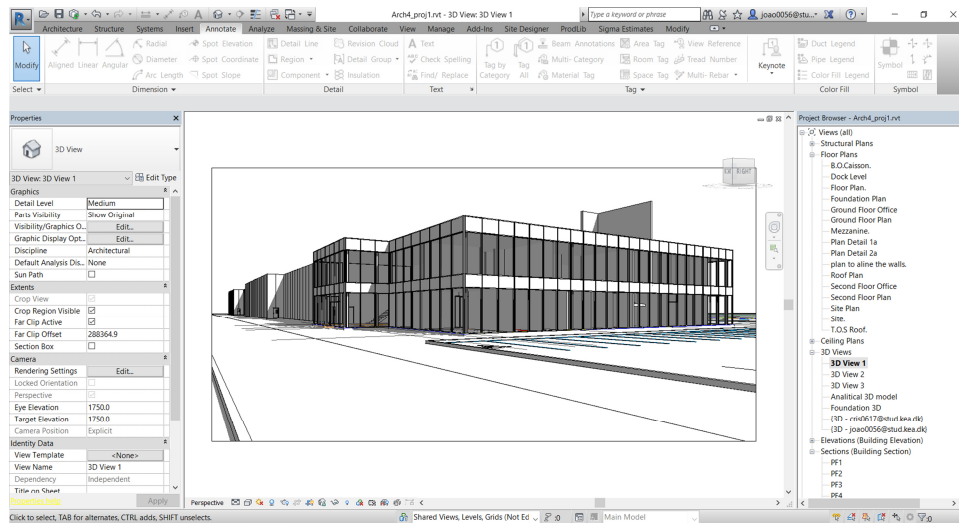 Arch4_proj1.rvt - 3D View: 3D View 1
Type a keyword or phrase
joao0056@stu...
Architecture Structure Systems Insert Annotate Analyze Massing & Site Collaborate View Manage Add-Ins Site Designer ProdLib Sigma Estimates Modify
Modify
Aligned Linear Angular
Radial
Diameter
Arc Length
Spot Elevation
Spot Coordinate
Spot Slope
Detail Line
Region
Component
Revision Cloud
Detail Group
Insulation
Text
Check Spelling
Find/ Replace
Tag by Category
Tag All
Beam Annotations
Multi- Category
Material Tag
Area Tag
Room Tag
Space Tag
View Reference
Tread Number
Multi- Rebar
Keynote
Duct Legend
Pipe Legend
Color Fill Legend
Symbol
Select Dimension Detail Text Tag Color Fill Symbol
Properties
3D View
3D View: 3D View 1 Edit Type
Graphics
Detail Level Medium
Parts Visibility Show Original
Visibility/Graphics O... Edit...
Graphic Display Opt... Edit...
Discipline Architectural
Default Analysis Dis... None
Sun Path
Extents
Crop View
Crop Region Visible
Far Clip Active
Far Clip Offset 288364.9
Section Box
Camera
Rendering Settings Edit...
Locked Orientation
Perspective
Eye Elevation 1750.0
Target Elevation 1750.0
Camera Position Explicit
Identity Data
View Template <None>
View Name 3D View 1
Dependency Independent
Title on Sheet
Apply
RIGHT
Perspective
Project Browser - Arch4_proj1.rvt
Views (all)
Structural Plans
Floor Plans
B.O.Caisson.
Dock Level
Floor Plan.
Foundation Plan
Ground Floor Office
Ground Floor Plan
Mezzanine.
Plan Detail 1a
Plan Detail 2a
plan to aline the walls.
Roof Plan
Second Floor Office
Second Floor Plan
Site Plan
Site.
T.O.S Roof.
Ceiling Plans
3D Views
3D View 1
3D View 2
3D View 3
Analitical 3D model
Foundation 3D
{3D - cris0617@stud.kea.dk}
{3D - joao0056@stud.kea.dk}
Elevations (Building Elevation)
Sections (Building Section)
PF1
PF2
PF3
PF4
Click to select, TAB for alternates, CTRL adds, SHIFT unselects.
Shared Views, Levels, Grids (Not Ed
:0
Main Model
:0